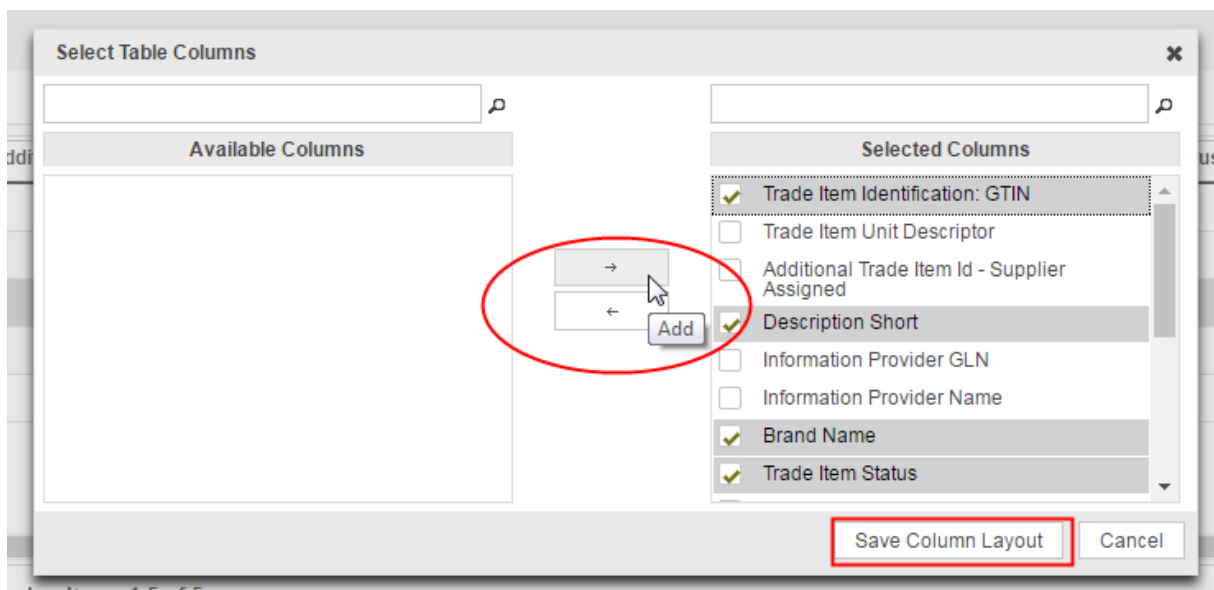 Select Table Columns
Available Columns
Selected Columns
Trade Item Identification: GTIN
Trade Item Unit Descriptor
Additional Trade Item Id - Supplier
Assigned
Description Short
Information Provider GLN
Information Provider Name
Brand Name
Trade Item Status
→
←
Add
Save Column Layout
Cancel